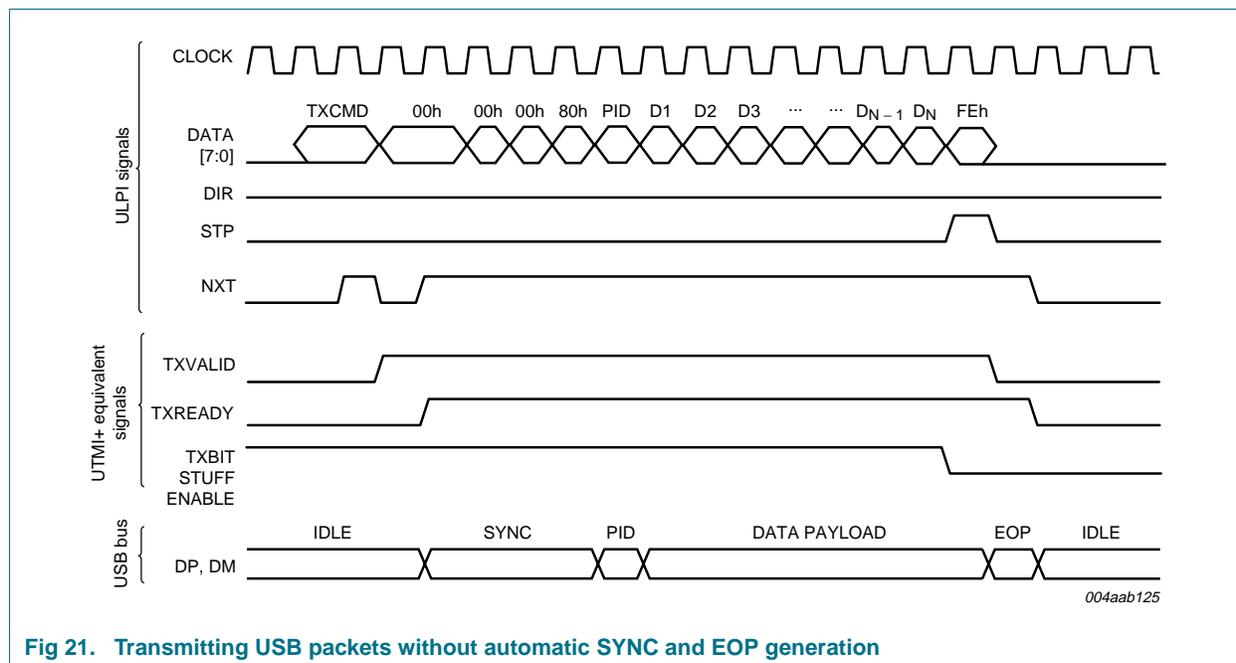 CLOCK
TXCMD 00h 00h 00h 80h PID D1 D2 D3 ... ... DN – 1 DN FEh
DATA
[7:0]
DIR
STP
NXT
ULPI signals
TXVALID
TXREADY
TXBIT
STUFF
ENABLE
UTMI+ equivalent
signals
IDLE SYNC PID DATA PAYLOAD EOP IDLE
DP, DM
USB bus
004aab125
Fig 21. Transmitting USB packets without automatic SYNC and EOP generation